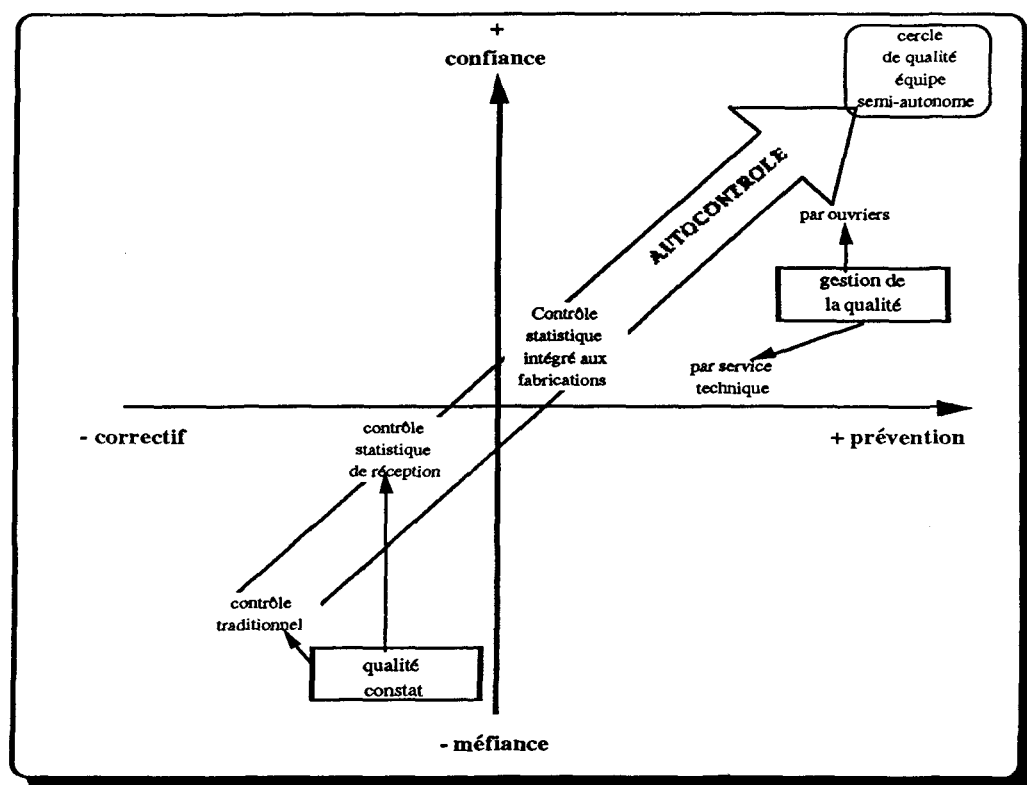 +
confiance
cercle
de qualité
équipe
semi-autonome
AUTOCONTROLE
par ouvriers
gestion de
la qualité
Contrôle
statistique
intégré aux
fabrications
par service
technique
- correctif
+ prévention
contrôle
statistique
de réception
contrôle
traditionnel
qualité
constat
- méfiance